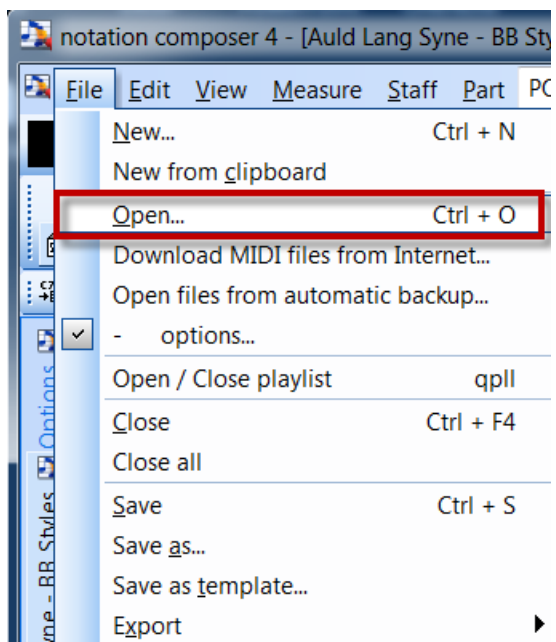 notation composer 4 - [Auld Lang Syne - BB Sty
File Edit View Measure Staff Part PC
New... Ctrl + N
New from clipboard
Open... Ctrl + O
Download MIDI files from Internet...
Open files from automatic backup...
- options...
Open / Close playlist qpll
Close Ctrl + F4
Close all
Save Ctrl + S
Save as...
Save as template...
Export
Options
yne - BB Styles